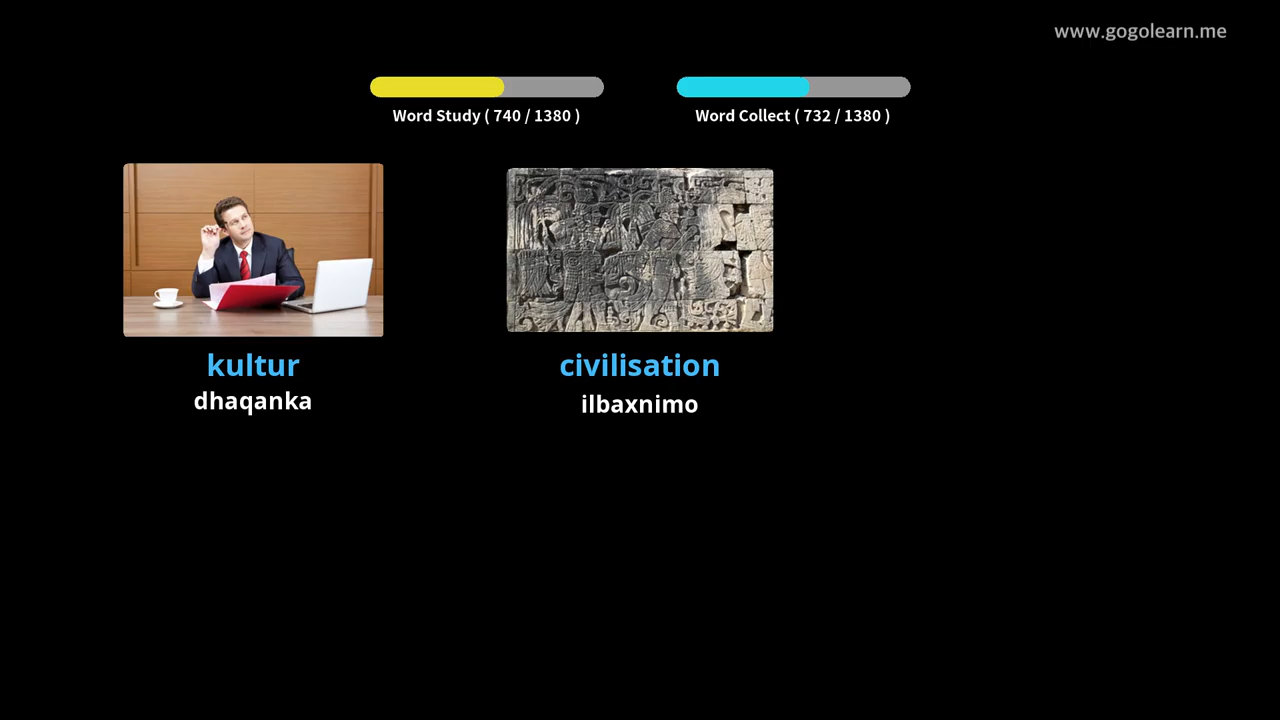 www.gogolearn.me
Word Study ( 740 / 1380 )
Word Collect ( 732 / 1380 )
kultur
dhaqanka
civilisation
ilbaxnimo